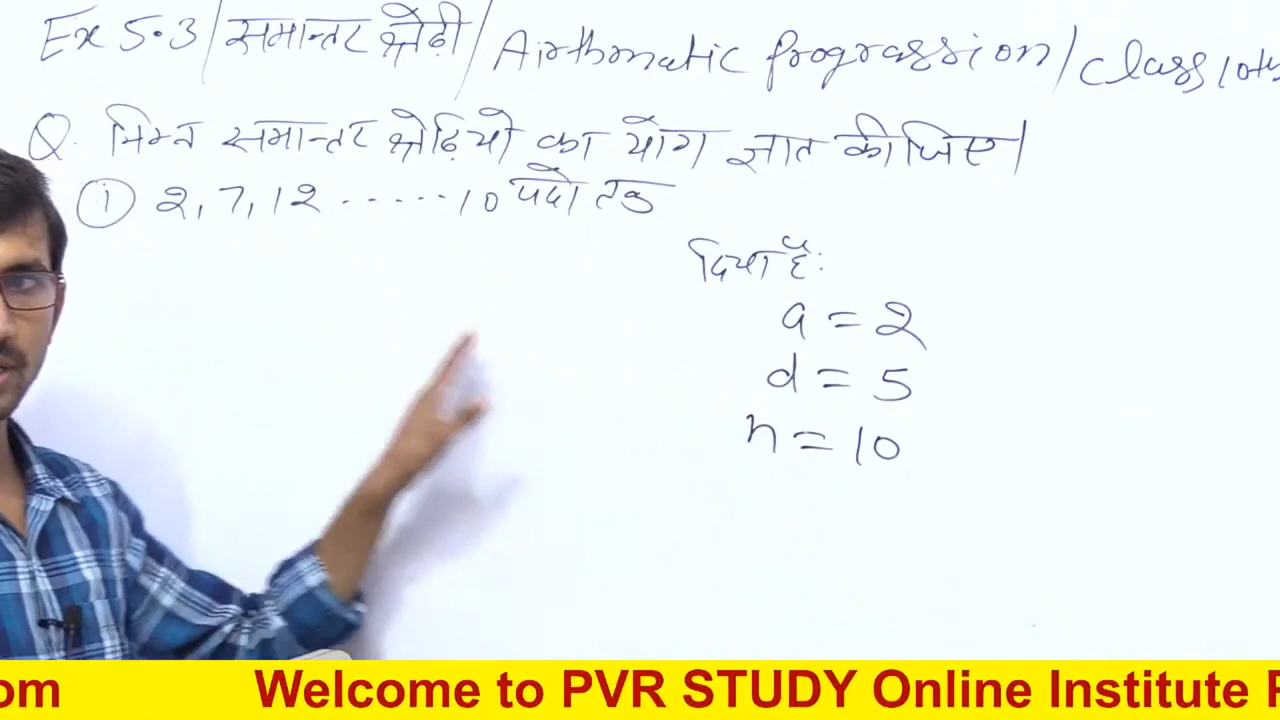 Ex 5.3/समान्तर श्रेढी/Airthmatic Progression/Class 10th
Q. निम्न समान्तर श्रेढ़ियो का योग ज्ञात कीजिए।
(i) 2, 7, 12 ...... 10 पदो तक
दिया है:
a = 2
d = 5
n = 10
om Welcome to PVR STUDY Online Institute